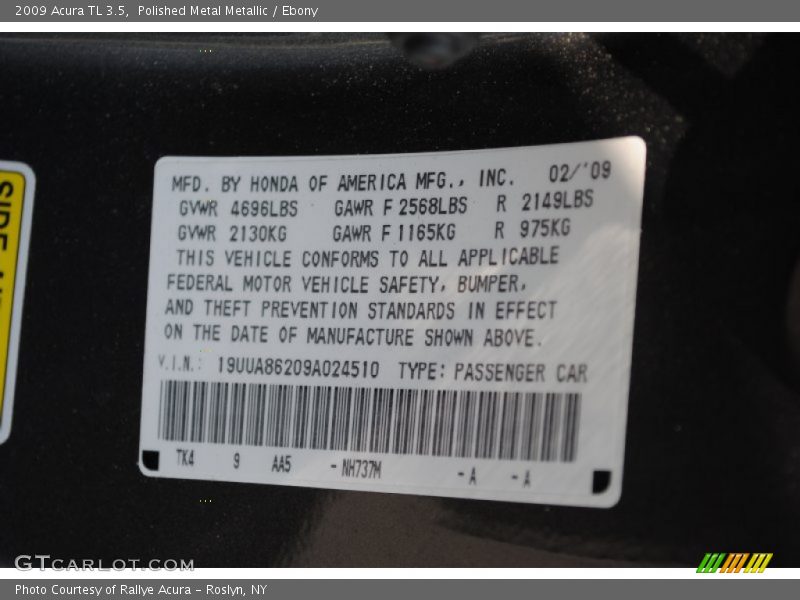 2009 Acura TL 3.5,  Polished Metal Metallic / Ebony
MFD. BY HONDA OF AMERICA MFG., INC. 02/'09
GVWR 4696LBS GAWR F 2568LBS R 2149LBS
GVWR 2130KG GAWR F 1165KG R 975KG
THIS VEHICLE CONFORMS TO ALL APPLICABLE
FEDERAL MOTOR VEHICLE SAFETY, BUMPER,
AND THEFT PREVENTION STANDARDS IN EFFECT
ON THE DATE OF MANUFACTURE SHOWN ABOVE.
V.I.N.: 19UUA86209A024510 TYPE: PASSENGER CAR
TK4 9 AA5 -NH737M -A -A
SIDE
GTCARLOT.COM
Photo Courtesy of Rallye Acura - Roslyn, NY